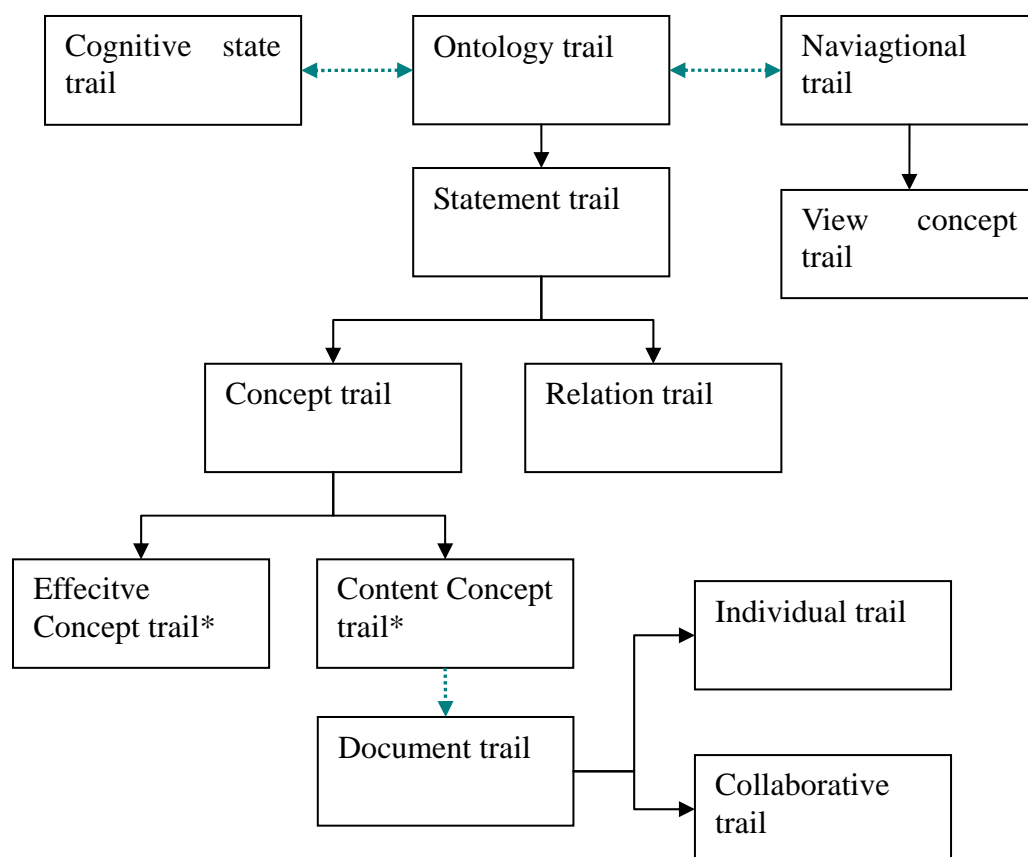 Cognitive state
trail
Ontology trail
Naviagtional
trail
Statement trail
View concept
trail
Concept trail
Relation trail
Effecitve
Concept trail*
Content Concept
trail*
Individual trail
Document trail
Collaborative
trail